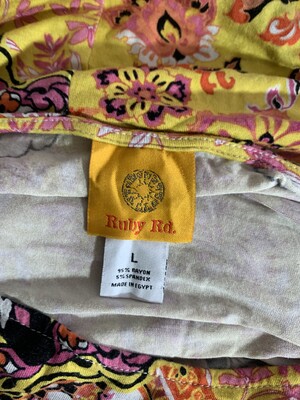 Ruby Rd.
L
95% RAYON
5% SPANDEX
MADE IN EGYPT